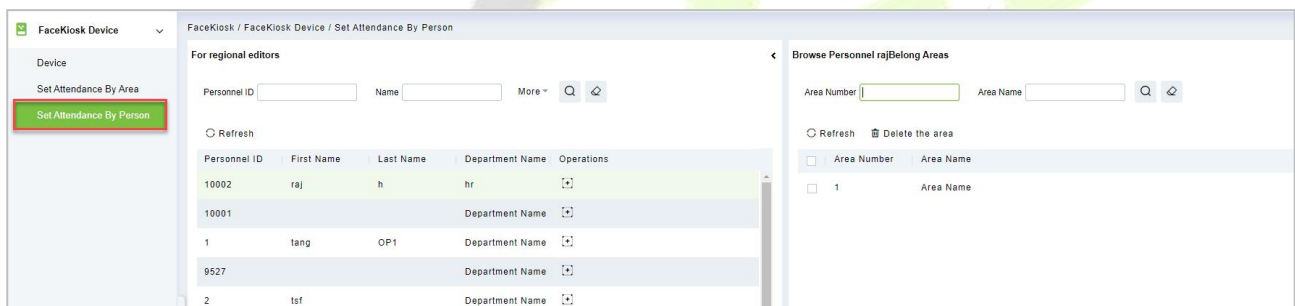 FaceKiosk Device
Device
Set Attendance By Area
Set Attendance By Person
FaceKiosk / FaceKiosk Device / Set Attendance By Person
For regional editors
Personnel ID Name More
Refresh
Personnel ID First Name Last Name Department Name Operations
10002 raj h hr
10001 Department Name
1 tang OP1 Department Name
9527 Department Name
2 tsf Department Name
Browse Personnel rajBelong Areas
Area Number Area Name
Refresh Delete the area
Area Number Area Name
1 Area Name